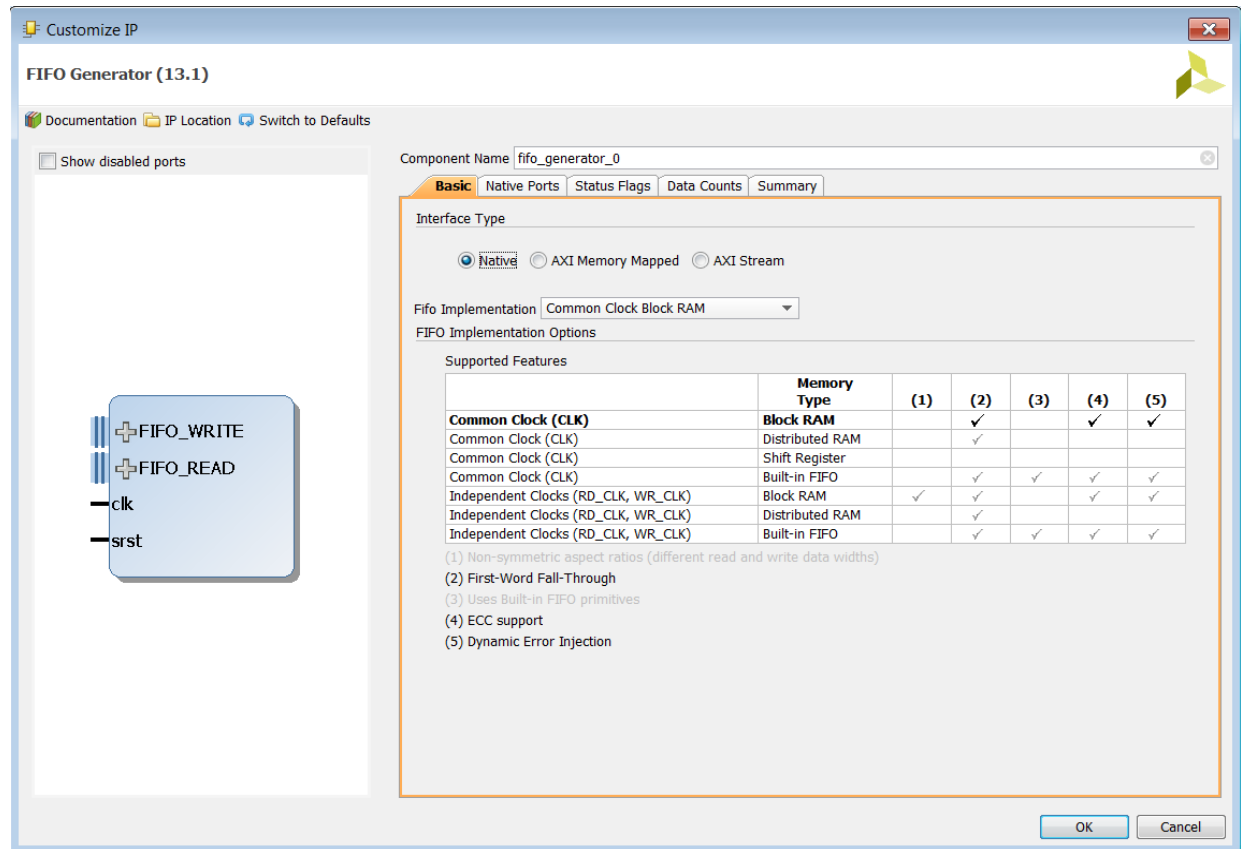 Customize IP
FIFO Generator (13.1)
Documentation IP Location Switch to Defaults
Show disabled ports
FIFO_WRITE
FIFO_READ
clk
srst
Component Name fifo_generator_0
Basic Native Ports Status Flags Data Counts Summary
Interface Type
Native AXI Memory Mapped AXI Stream
Fifo Implementation Common Clock Block RAM
FIFO Implementation Options
Supported Features
Memory Type (1) (2) (3) (4) (5)
Common Clock (CLK) Block RAM ✓ ✓ ✓
Common Clock (CLK) Distributed RAM ✓
Common Clock (CLK) Shift Register
Common Clock (CLK) Built-in FIFO ✓ ✓ ✓ ✓
Independent Clocks (RD_CLK, WR_CLK) Block RAM ✓ ✓ ✓ ✓
Independent Clocks (RD_CLK, WR_CLK) Distributed RAM ✓
Independent Clocks (RD_CLK, WR_CLK) Built-in FIFO ✓ ✓ ✓ ✓
(1) Non-symmetric aspect ratios (different read and write data widths)
(2) First-Word Fall-Through
(3) Uses Built-in FIFO primitives
(4) ECC support
(5) Dynamic Error Injection
OK Cancel